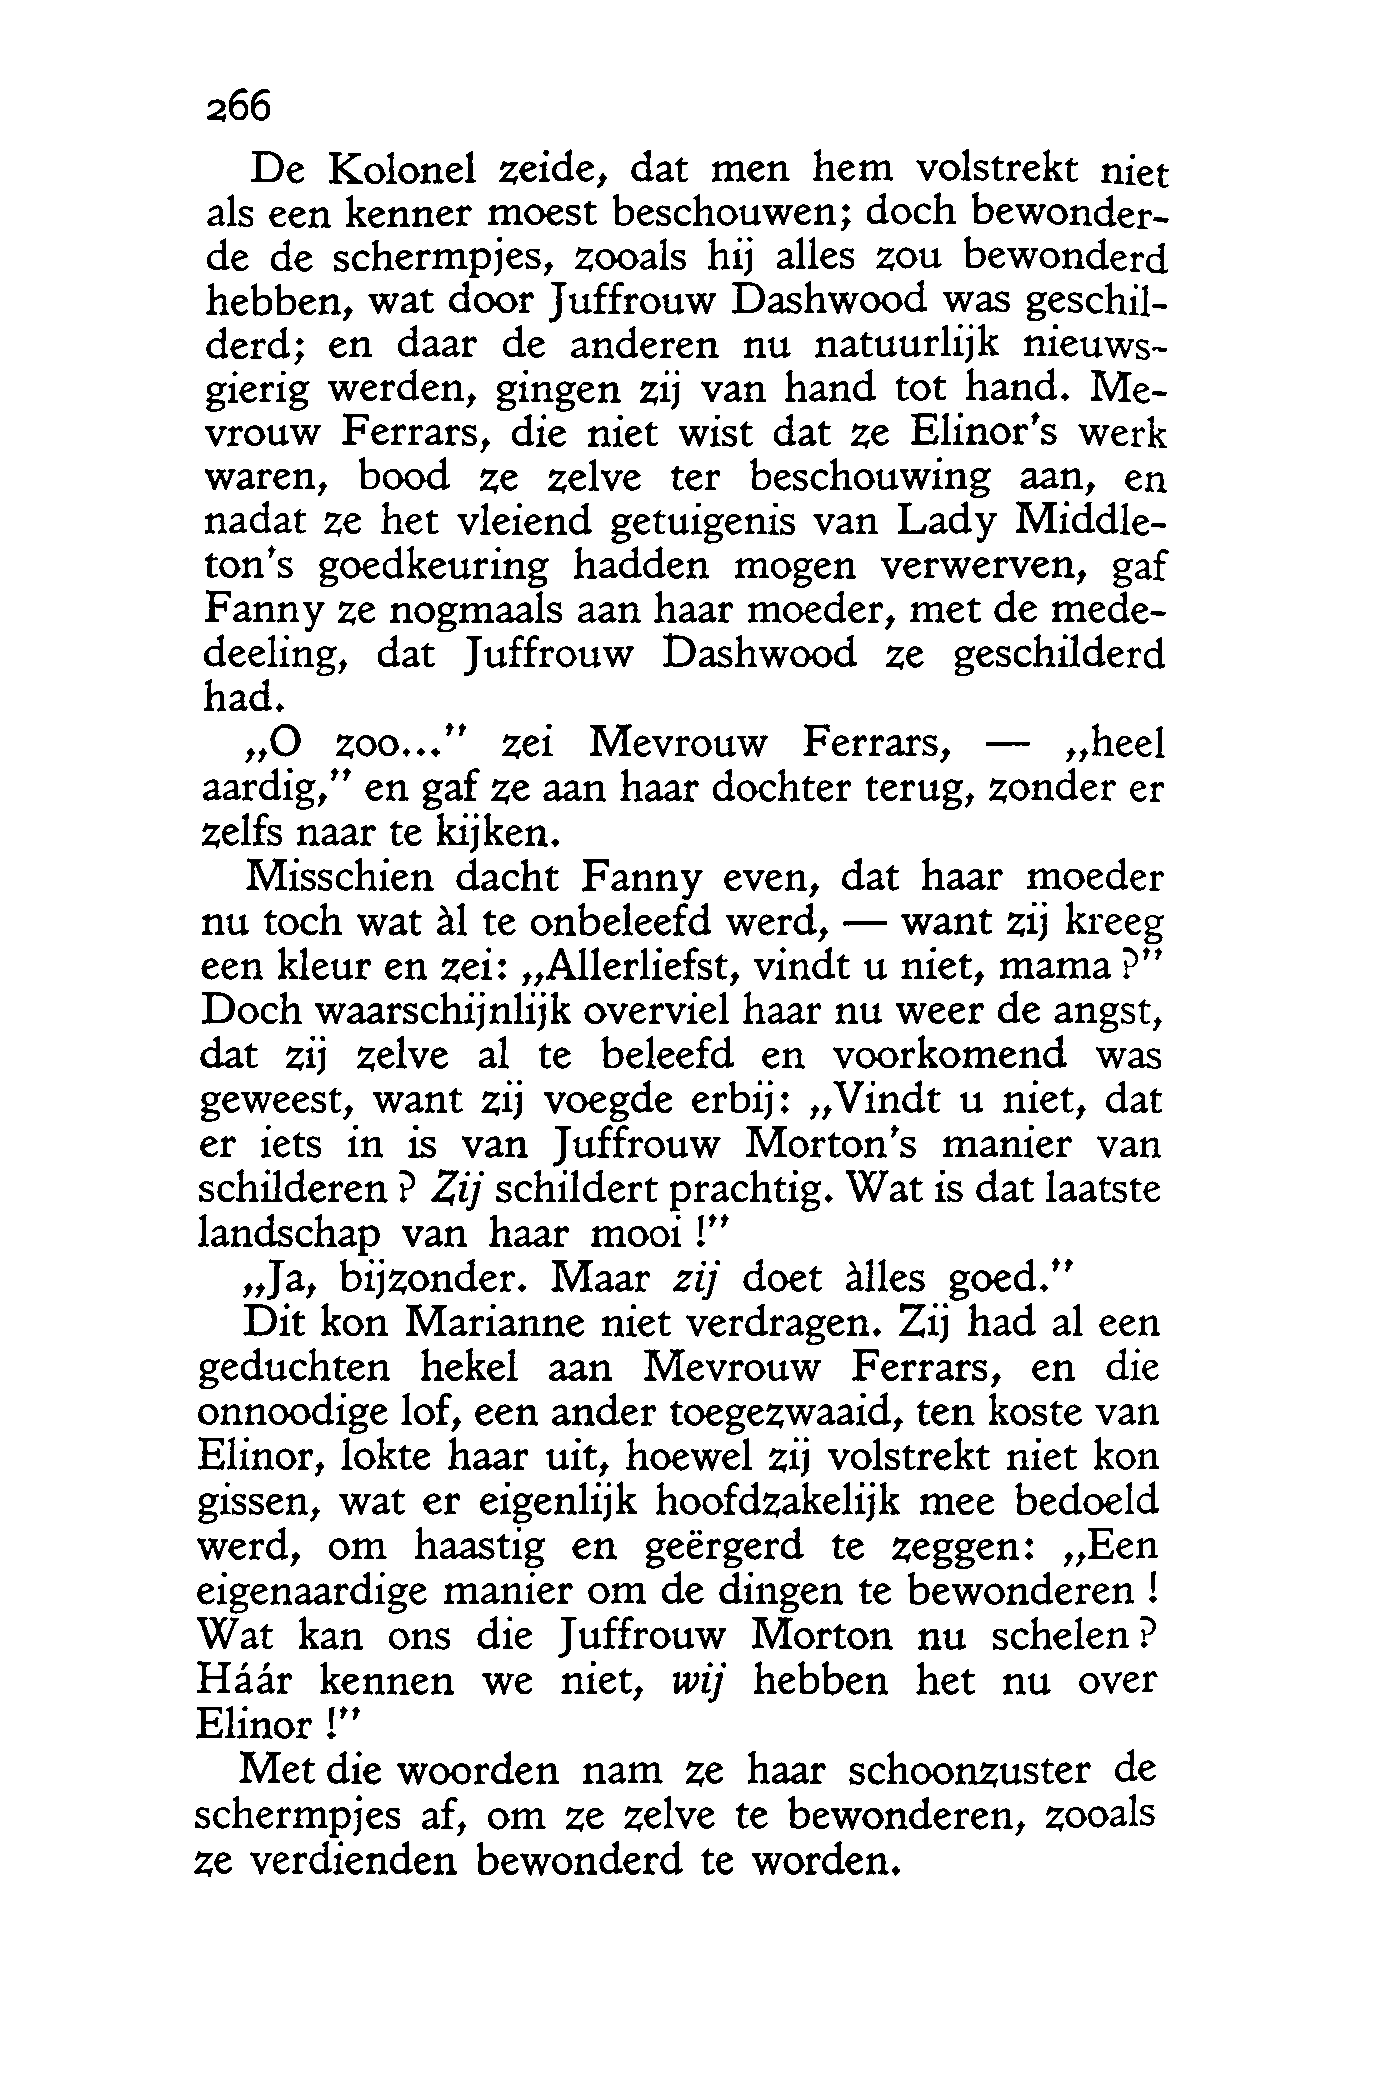 266
De Kolonel zeide, dat men hem volstrekt niet
als een kenner moest beschouwen; doch bewonder-
de de schermpjes, zooals hij alles zou bewonderd
hebben, wat door Juffrouw Dashwood was geschil-
derd; en daar de anderen nu natuurlijk nieuws-
gierig werden, gingen zij van hand tot hand. Me-
vrouw Ferrars, die niet wist dat ze Elinor's werk
waren, bood ze zelve ter beschouwing aan, en
nadat ze het vleiend getuigenis van Lady Middle-
ton's goedkeuring hadden mogen verwerven, gaf
Fanny ze nogmaals aan haar moeder, met de mede-
deeling, dat Juffrouw Dashwood ze geschilderd
had.
„O zoo...” zei Mevrouw Ferrars, — „heel
aardig,” en gaf ze aan haar dochter terug, zonder er
zelfs naar te kijken.
Misschien dacht Fanny even, dat haar moeder
nu toch wat àl te onbeleefd werd, — want zij kreeg
een kleur en zei: „Allerliefst, vindt u niet, mama?”
Doch waarschijnlijk overviel haar nu weer de angst,
dat zij zelve al te beleefd en voorkomend was
geweest, want zij voegde erbij: „Vindt u niet, dat
er iets in is van Juffrouw Morton's manier van
schilderen? Zij schildert prachtig. Wat is dat laatste
landschap van haar mooi!”
„Ja, bijzonder. Maar zij doet àlles goed.”
Dit kon Marianne niet verdragen. Zij had al een
geduchten hekel aan Mevrouw Ferrars, en die
onnoodige lof, een ander toegezwaaid, ten koste van
Elinor, lokte haar uit, hoewel zij volstrekt niet kon
gissen, wat er eigenlijk hoofdzakelijk mee bedoeld
werd, om haastig en geërgerd te zeggen: „Een
eigenaardige manier om de dingen te bewonderen!
Wat kan ons die Juffrouw Morton nu schelen?
Háár kennen we niet, wij hebben het nu over
Elinor!”
Met die woorden nam ze haar schoonzuster de
schermpjes af, om ze zelve te bewonderen, zooals
ze verdienden bewonderd te worden.